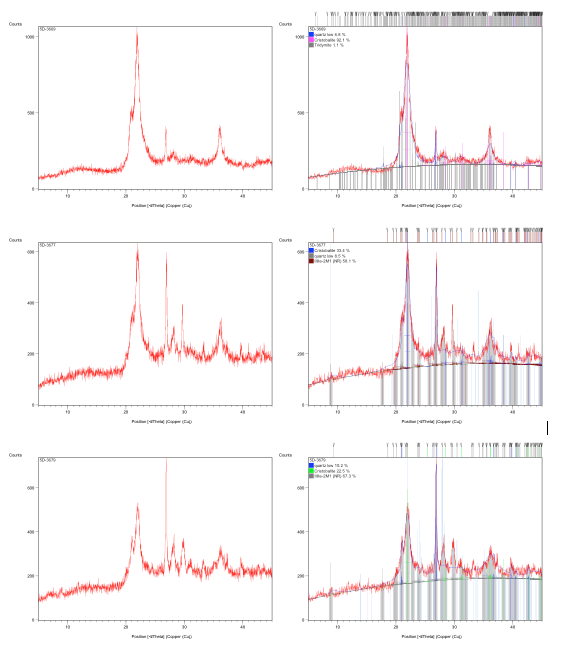 Counts
SD-3669
1000
500
0
10 20 30 40
Position [°2Theta] (Copper (Cu))
Counts
SD-3669
quartz low 6.8 %
Cristobalite 92.1 %
Tridymite 1.1 %
1000
500
0
10 20 30 40
Position [°2Theta] (Copper (Cu))
Counts
SD-3677
600
400
200
0
10 20 30 40
Position [°2Theta] (Copper (Cu))
Counts
SD-3677
Cristobalite 33.4 %
quartz low 8.5 %
Illite-2M1 (NR) 58.1 %
600
400
200
0
10 20 30 40
Position [°2Theta] (Copper (Cu))
Counts
SD-3679
600
400
200
0
10 20 30 40
Position [°2Theta] (Copper (Cu))
Counts
SD-3679
quartz low 10.2 %
Cristobalite 22.5 %
Illite-2M1 (NR) 67.3 %
600
400
200
0
10 20 30 40
Position [°2Theta] (Copper (Cu))